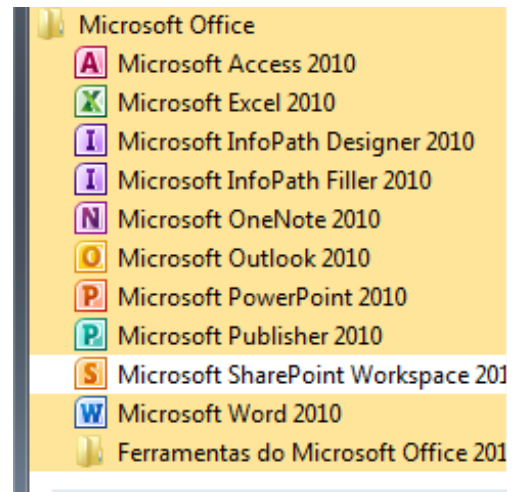 Microsoft Office
Microsoft Access 2010
Microsoft Excel 2010
Microsoft InfoPath Designer 2010
Microsoft InfoPath Filler 2010
Microsoft OneNote 2010
Microsoft Outlook 2010
Microsoft PowerPoint 2010
Microsoft Publisher 2010
Microsoft SharePoint Workspace 201
Microsoft Word 2010
Ferramentas do Microsoft Office 201